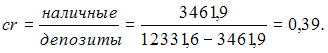 cr = наличные / депозиты = 3461,9 / 12331,6 − 3461,9 = 0,39.